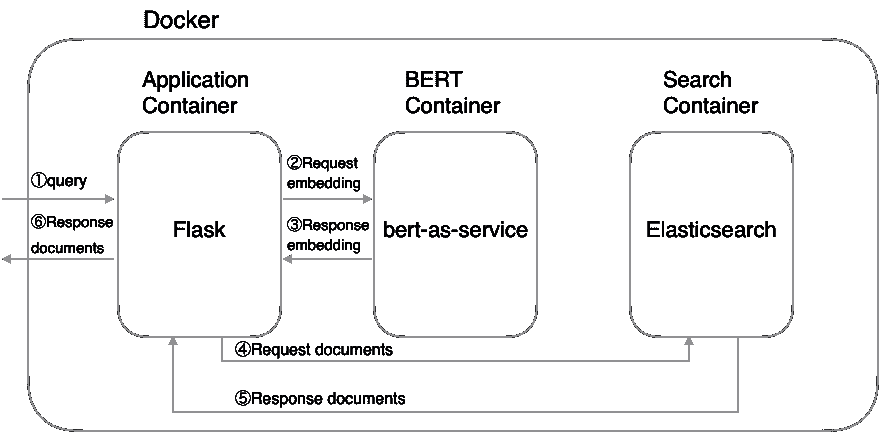 Docker
Application
Container
BERT
Container
Search
Container
①query
②Request
embedding
⑥Response
documents
③Response
embedding
Flask
bert-as-service
Elasticsearch
④Request documents
⑤Response documents